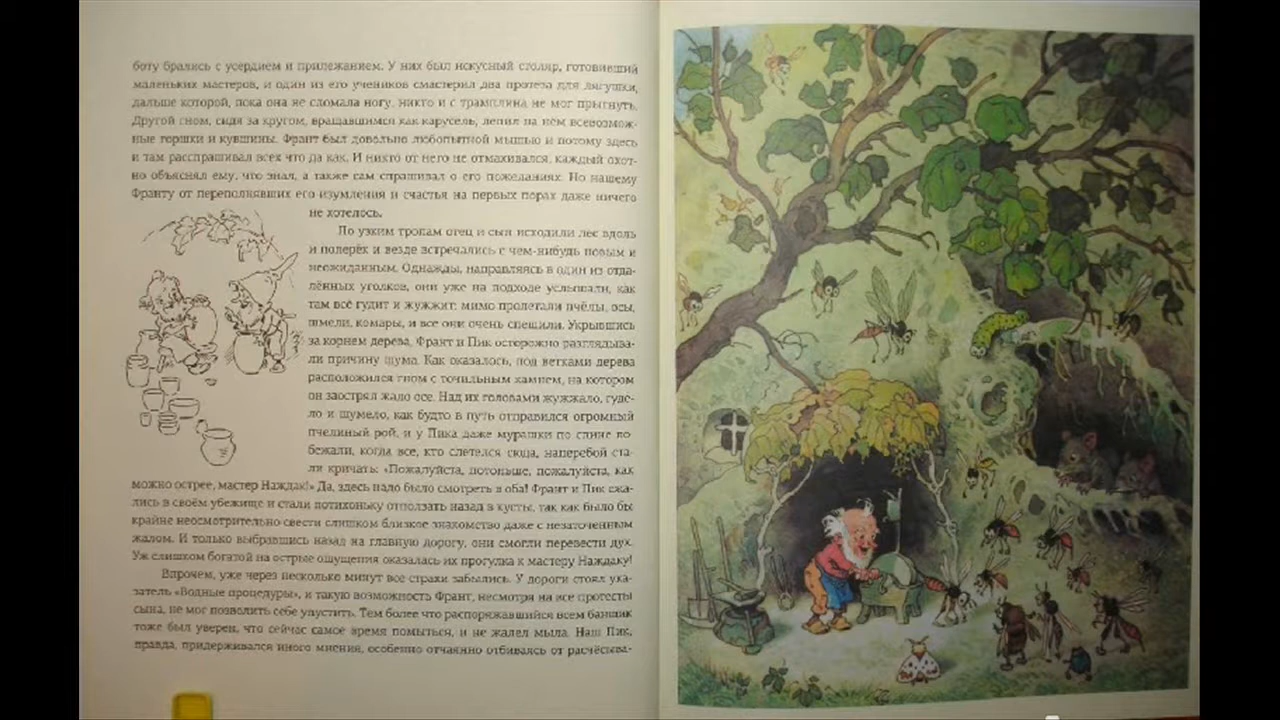 боту брались с усердием и прилежанием. У них был искусный столяр, готовивший
маленьких мастеров, и один из его учеников смастерил два протеза для лягушки,
дальше которой, пока она не сломала ногу, никто и с трамплина не мог прыгнуть.
Другой гном, сидя за кругом, вращавшимся как карусель, лепил на нём всевозмож-
ные горшки и кувшины. Франт был довольно любопытной мышью и потому здесь
и там расспрашивал всех что да как. И никто от него не отмахивался, каждый охот-
но объяснял ему, что знал, а также сам спрашивал о его пожеланиях. Но нашему
Франту от переполнявших его изумления и счастья на первых порах даже ничего
не хотелось.
По узким тропам отец и сын исходили лес вдоль
и поперёк и везде встречались с чем-нибудь новым и
неожиданным. Однажды, направляясь в один из отда-
лённых уголков, они уже на подходе услышали, как
там всё гудит и жужжит: мимо пролетали пчёлы, осы,
шмели, комары, и все они очень спешили. Укрывшись
за корнем дерева, Франт и Пик осторожно разглядыва-
ли причину шума. Как оказалось, под ветками дерева
расположился гном с точильным камнем, на котором
он заострял жало осе. Над их головами жужжало, гуде-
ло и шумело, как будто в путь отправился огромный
пчелиный рой, и у Пика даже мурашки по спине по-
бежали, когда все, кто слетелся сюда, наперебой ста-
ли кричать: «Пожалуйста, потоньше, пожалуйста, как
можно острее, мастер Наждак!» Да, здесь надо было смотреть в оба! Франт и Пик сжа-
лись в своём убежище и стали потихоньку отползать назад в кусты, так как было бы
крайне неосмотрительно свести слишком близкое знакомство даже с незаточенным
жалом. И только выбравшись назад на главную дорогу, они смогли перевести дух.
Уж слишком богатой на острые ощущения оказалась их прогулка к мастеру Наждаку!
Впрочем, уже через несколько минут все страхи забылись. У дороги стоял ука-
затель «Водные процедуры», и такую возможность Франт, несмотря на все протесты
сына, не мог позволить себе упустить. Тем более что распоряжавшийся всем банщик
тоже был уверен, что сейчас самое время помыться, и не жалел мыла. Наш Пик,
правда, придерживался иного мнения, особенно отчаянно отбиваясь от расчёсыва-